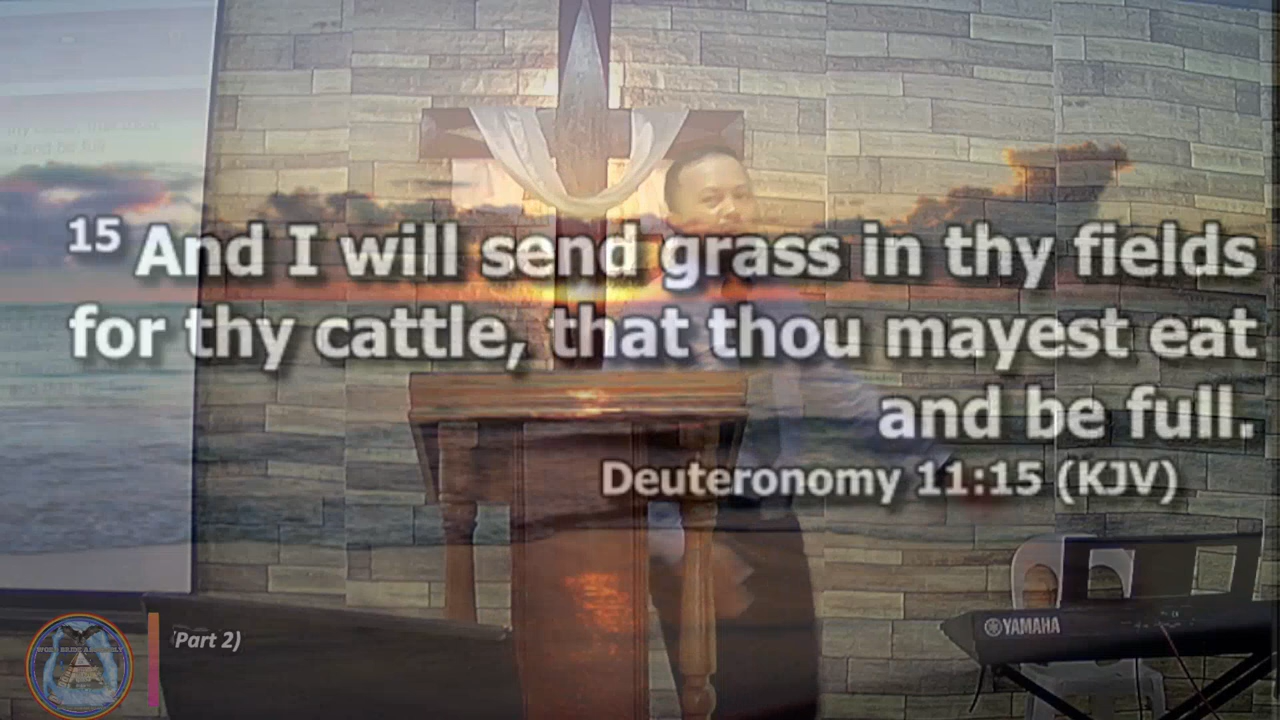 15 And I will send grass in thy fields
for thy cattle, that thou mayest eat
and be full.
Deuteronomy 11:15 (KJV)
YAMAHA
(Part 2)